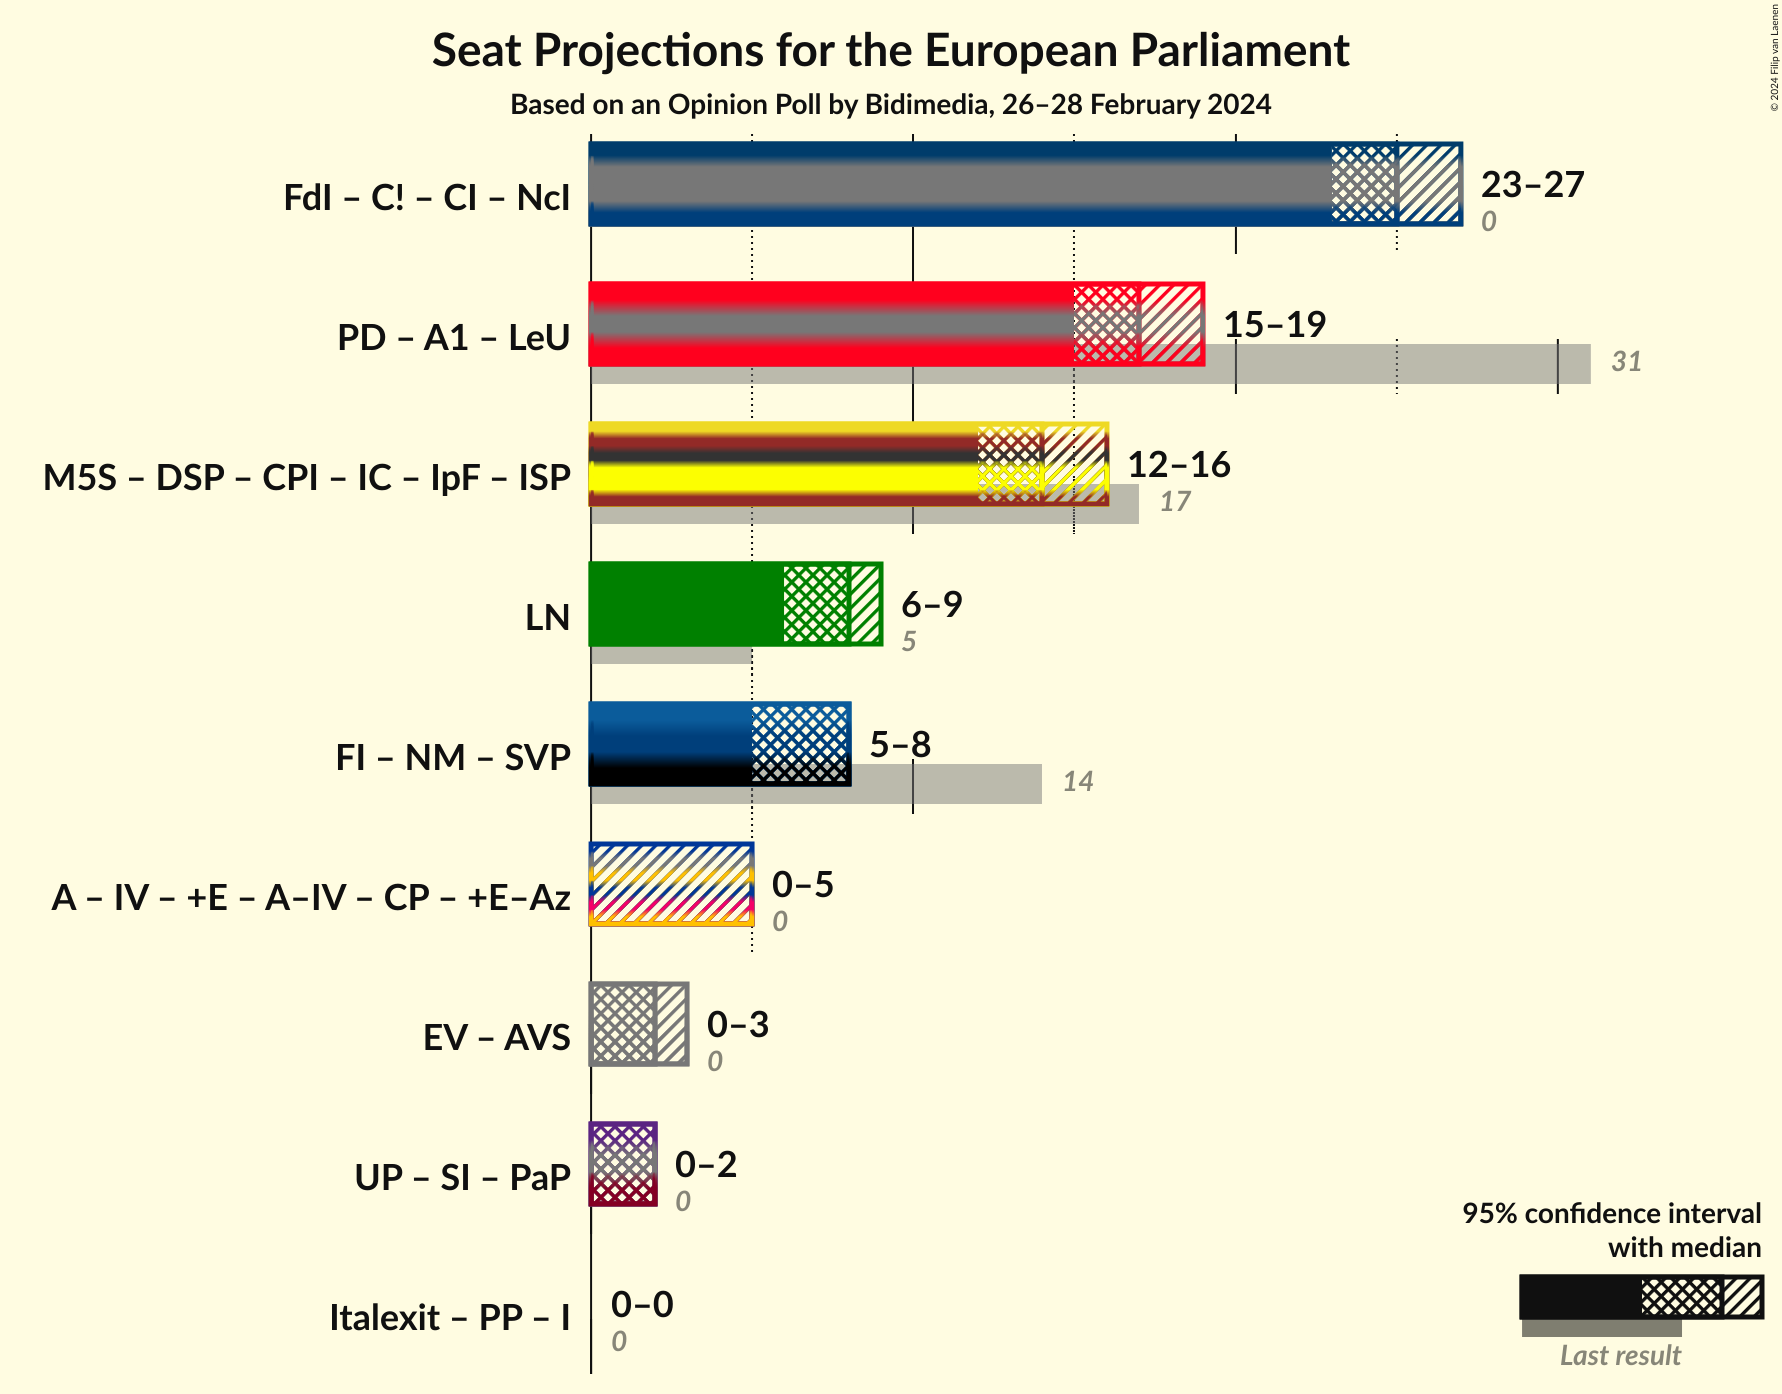 Seat Projections for the European Parliament
Based on an Opinion Poll by Bidimedia, 26–28 February 2024
© 2024 Filip van Laenen
FdI – C! – CI – NcI
23–27
0
PD – A1 – LeU
15–19
31
M5S – DSP – CPI – IC – IpF – ISP
12–16
17
LN
6–9
5
FI – NM – SVP
5–8
14
A – IV – +E – A–IV – CP – +E–Az
0–5
0
EV – AVS
0–3
0
UP – SI – PaP
0–2
0
Italexit – PP – I
0–0
0
95% confidence interval
with median
Last result